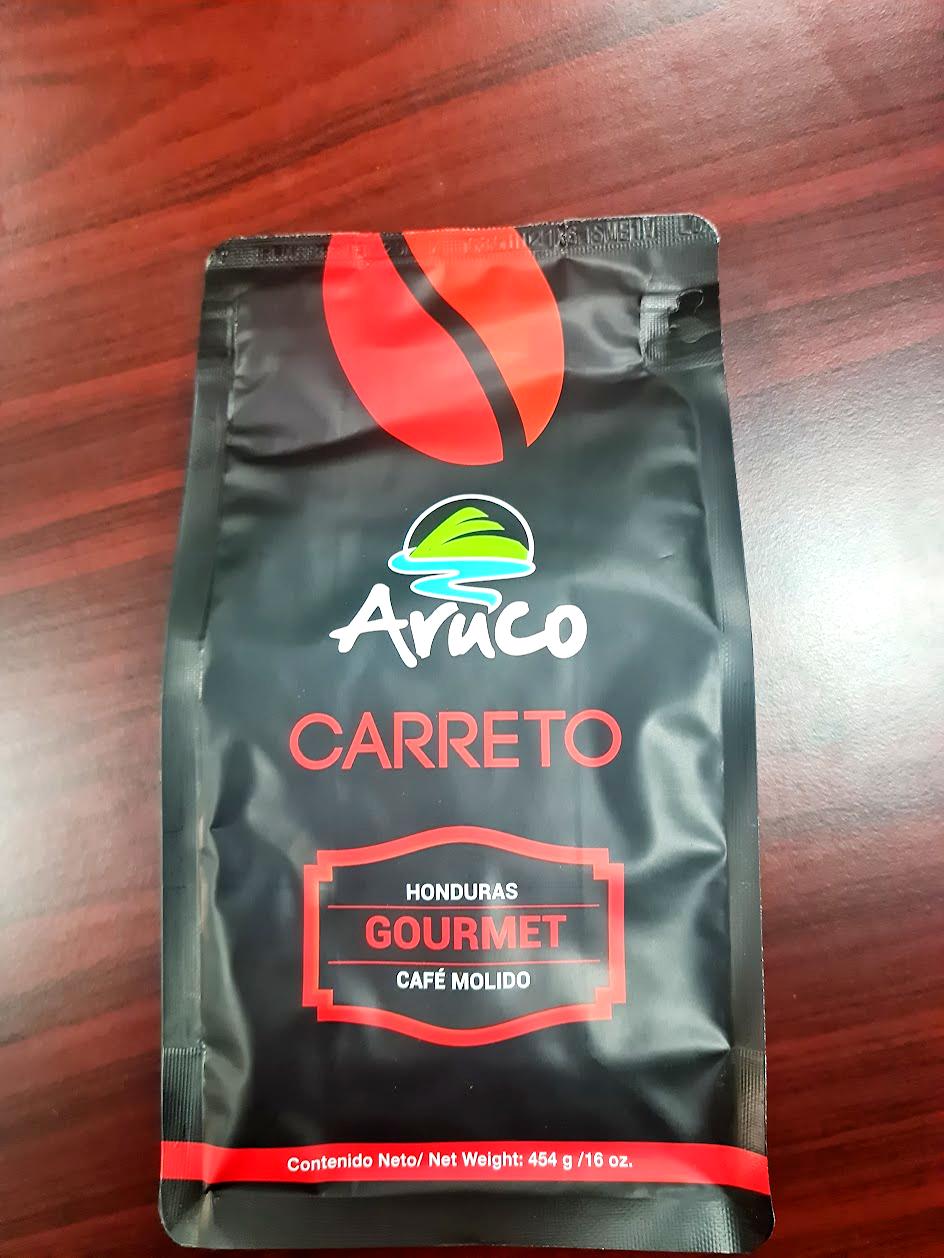 Aruco
CARRETO
HONDURAS
GOURMET
CAFÉ MOLIDO
Contenido Neto/ Net Weight: 454 g /16 oz.